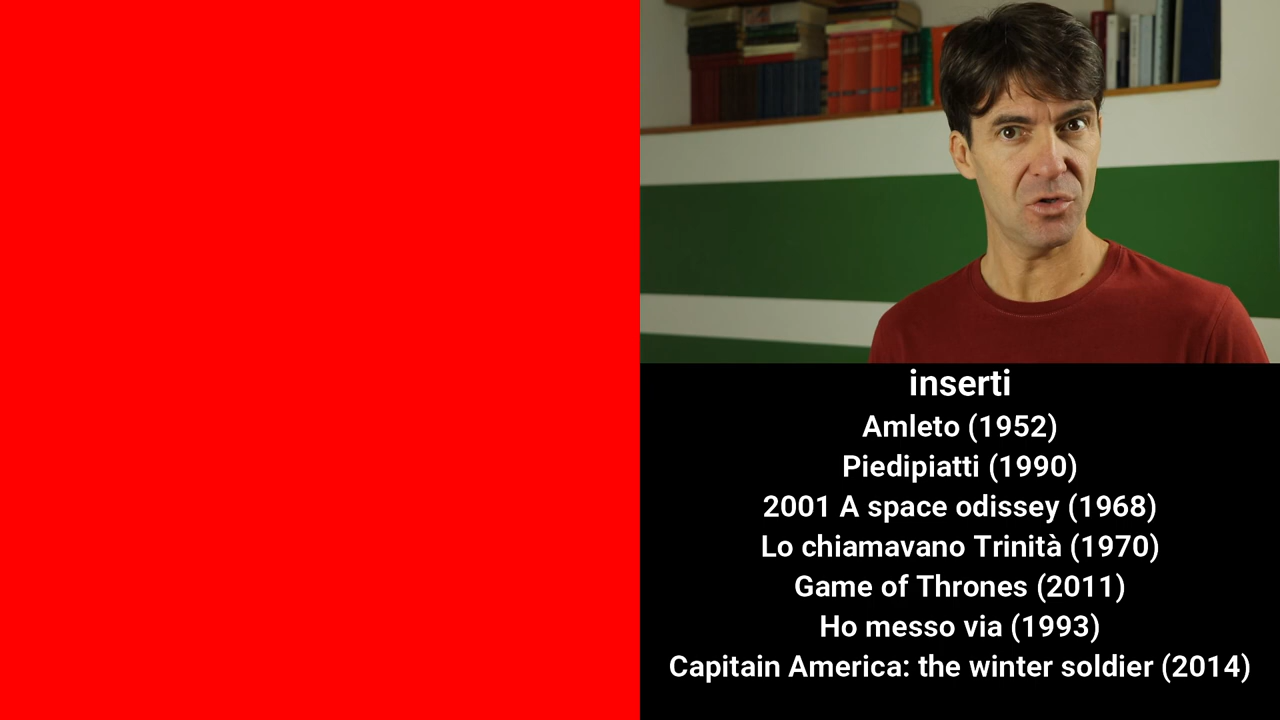 inserti
Amleto (1952)
Piedipiatti (1990)
2001 A space odissey (1968)
Lo chiamavano Trinità (1970)
Game of Thrones (2011)
Ho messo via (1993)
Capitain America: the winter soldier (2014)